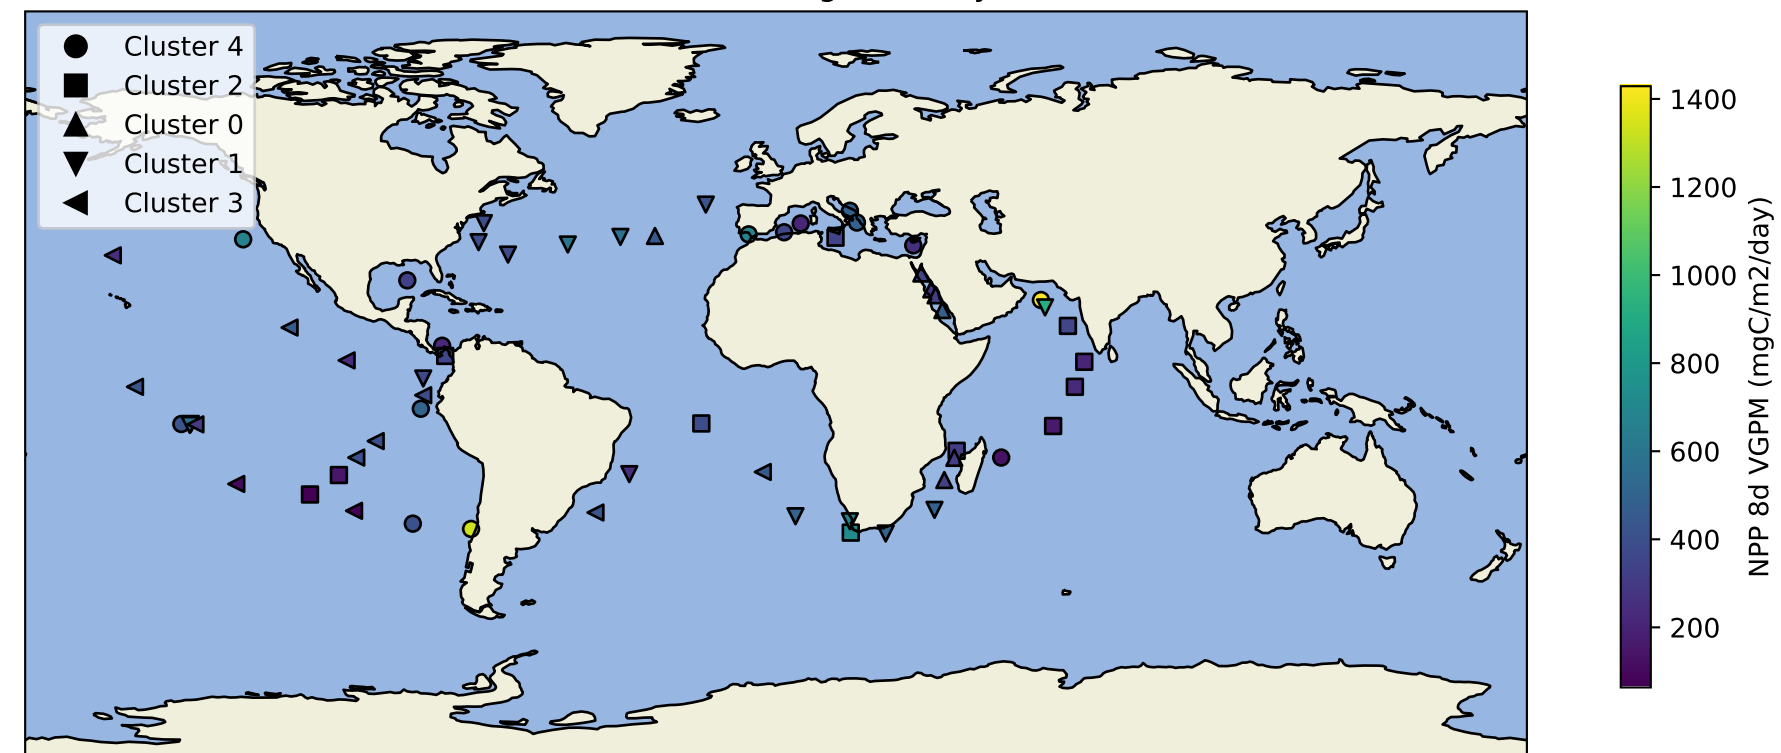 Cluster 4
Cluster 2
Cluster 0
Cluster 1
Cluster 3
1400
1200
1000
800
600
400
200
NPP 8d VGPM (mgC/m2/day)